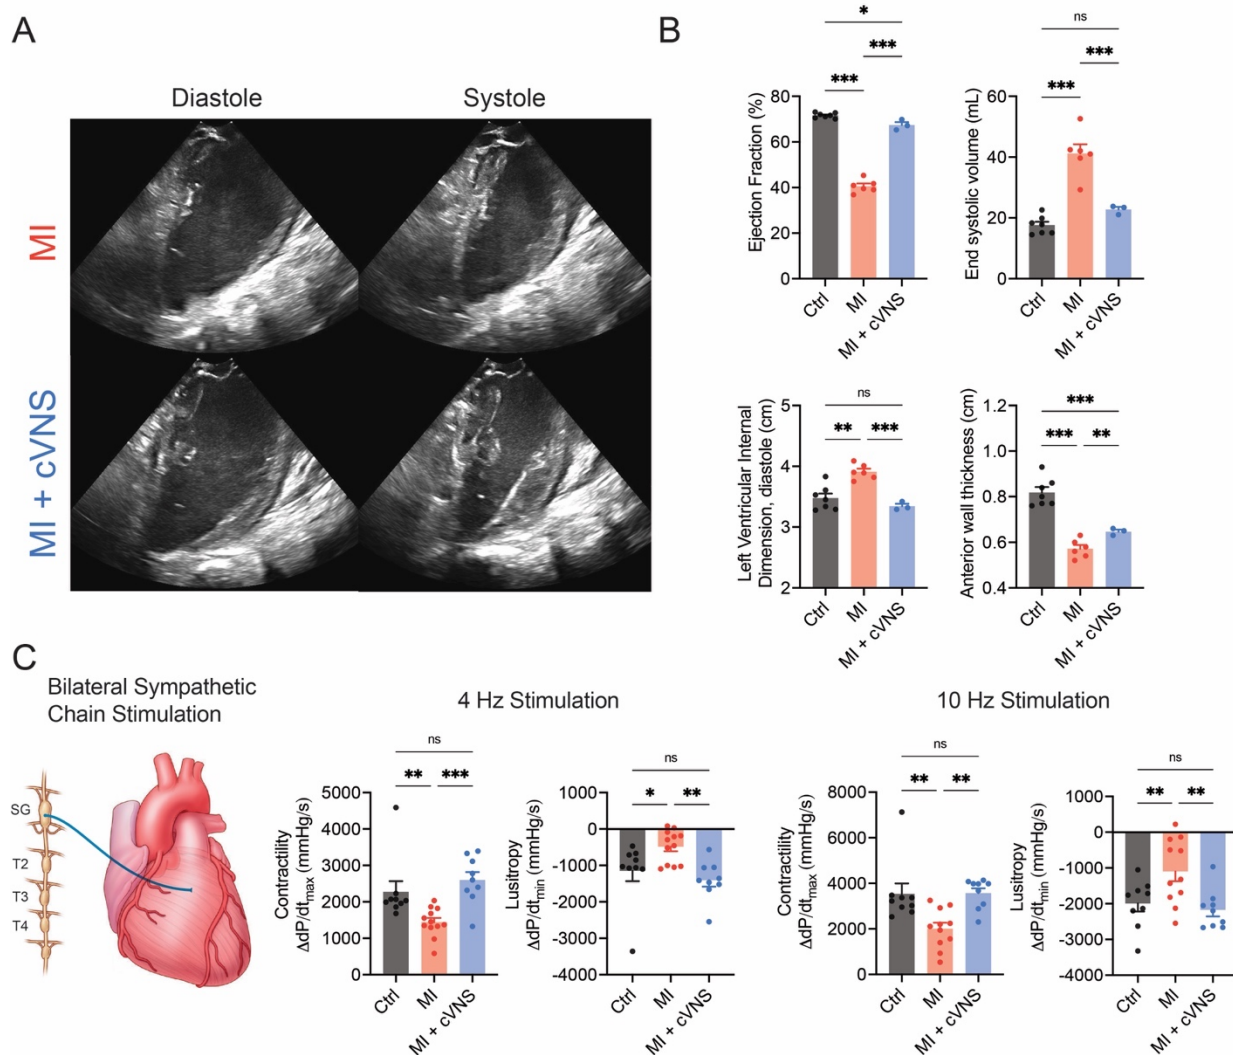 A
Diastole
Systole
MI
MI + cVNS
B
*
***
***
Ejection Fraction (%)
80
60
40
20
0
Ctrl
MI
MI + cVNS
ns
***
***
End systolic volume (mL)
60
40
20
0
Ctrl
MI
MI + cVNS
ns
**
***
Left Ventricular Internal
Dimension, diastole (cm)
5
4
3
2
Ctrl
MI
MI + cVNS
***
***
**
Anterior wall thickness (cm)
1.2
1.0
0.8
0.6
0.4
Ctrl
MI
MI + cVNS
C
Bilateral Sympathetic
Chain Stimulation
SG
T2
T3
T4
4 Hz Stimulation
ns
**
***
Contractility
ΔdP/dtmax (mmHg/s)
5000
4000
3000
2000
1000
0
Ctrl
MI
MI + cVNS
ns
*
**
Lusitropy
ΔdP/dtmin (mmHg/s)
1000
0
-1000
-2000
-3000
-4000
Ctrl
MI
MI + cVNS
10 Hz Stimulation
ns
**
**
Contractility
ΔdP/dtmax (mmHg/s)
8000
6000
4000
2000
0
Ctrl
MI
MI + cVNS
ns
**
**
Lusitropy
ΔdP/dtmin (mmHg/s)
1000
0
-1000
-2000
-3000
-4000
Ctrl
MI
MI + cVNS